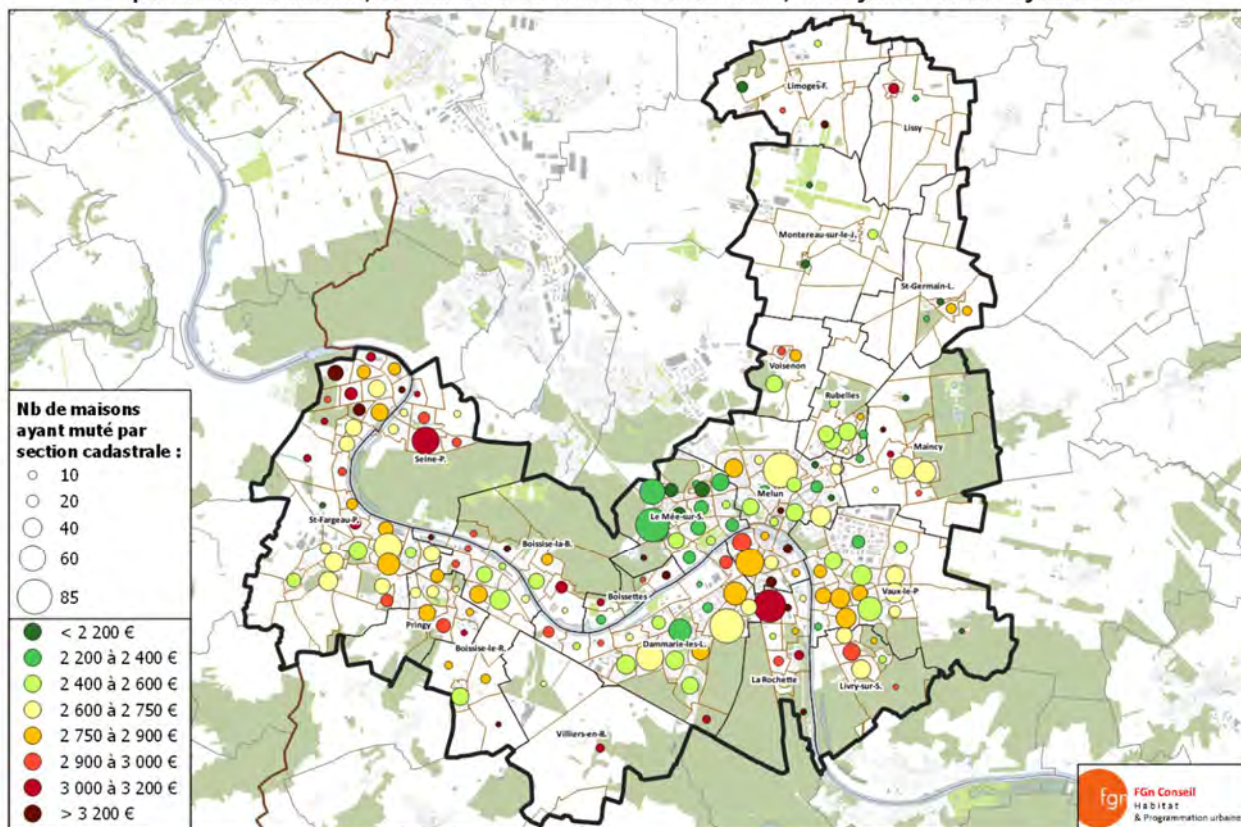 Limoges-F.
Lissy
Montereau-sur-le-J.
St-Germain-L.
Voisenon
Rubelles
Maincy
Melun
Le Mée-sur-S.
Seine-P.
St-Fargeau-P.
Boissise-la-B.
Boissettes
Vaux-le-P
Pringy
Boissise-le-R.
Dammarie-les-L.
La Rochette
Livry-sur-S.
Villiers-en-B.
Nb de maisons
ayant muté par
section cadastrale :
10
20
40
60
85
< 2 200 €
2 200 à 2 400 €
2 400 à 2 600 €
2 600 à 2 750 €
2 750 à 2 900 €
2 900 à 3 000 €
3 000 à 3 200 €
> 3 200 €
fgn
FGn Conseil
Habitat
& Programmation urbaine